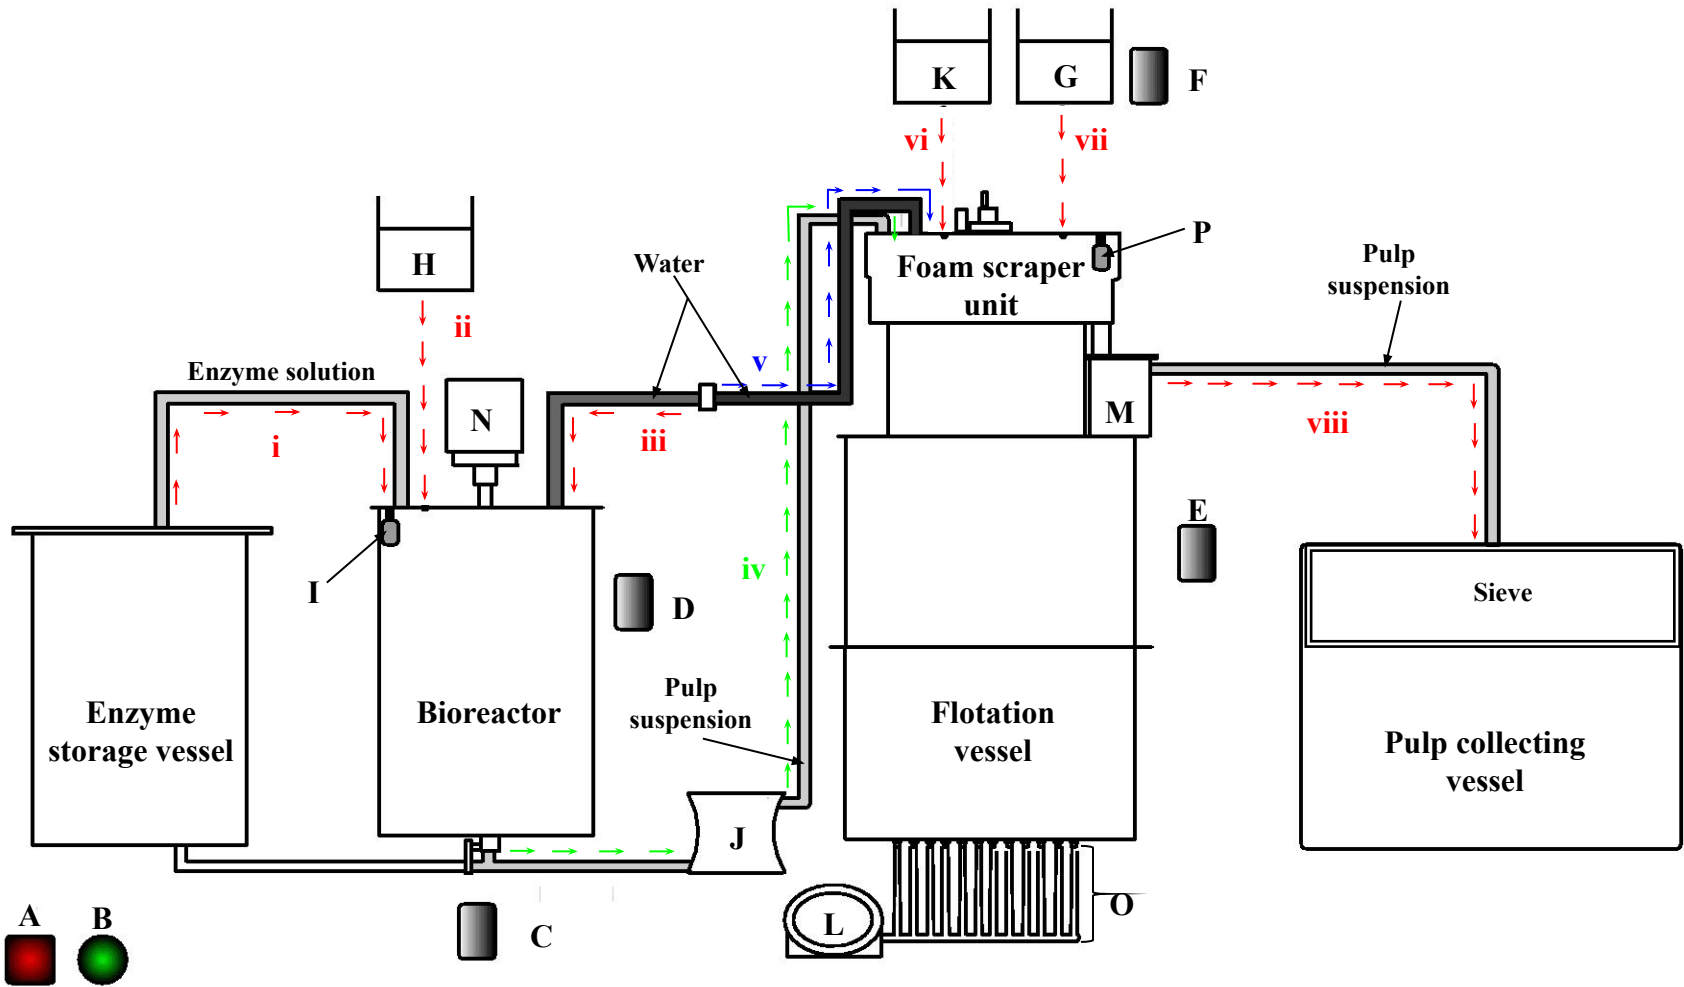 K
G
F
vi
vii
P
H
Water
Foam scraper
unit
Pulp
suspension
ii
Enzyme solution
v
N
M
iii
viii
I
E
iv
D
Sieve
Pulp
suspension
Enzyme
storage vessel
Bioreactor
Flotation
vessel
Pulp collecting
vessel
i
J
A
B
C
L
O